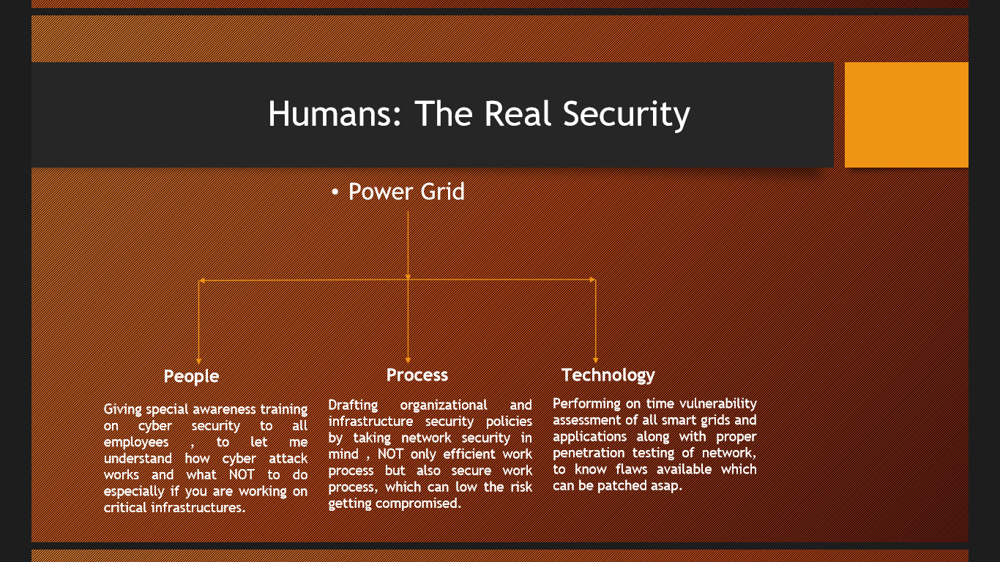 Humans: The Real Security
• Power Grid
People
Giving special awareness training
on cyber security to all
employees , to let me
understand how cyber attack
works and what NOT to do
especially if you are working on
critical infrastructures.
Process
Drafting organizational and
infrastructure security policies
by taking network security in
mind , NOT only efficient work
process but also secure work
process, which can low the risk
getting compromised.
Technology
Performing on time vulnerability
assessment of all smart grids and
applications along with proper
penetration testing of network,
to know flaws available which
can be patched asap.